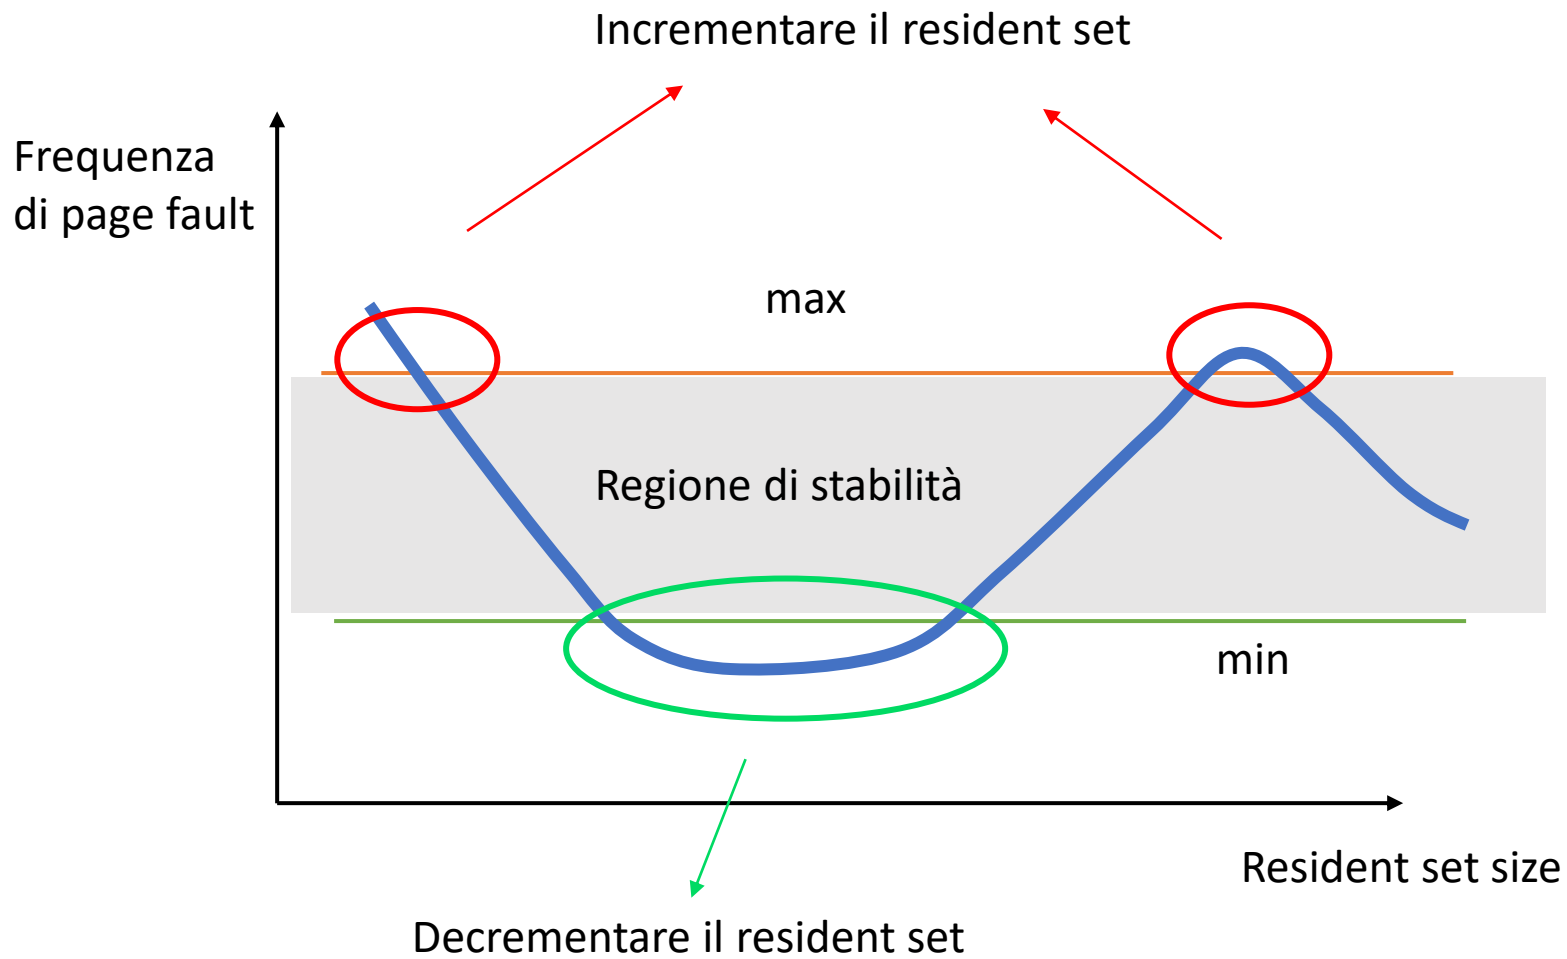 Incrementare il resident set
Frequenza
di page fault
max
Regione di stabilità
min
Resident set size
Decrementare il resident set